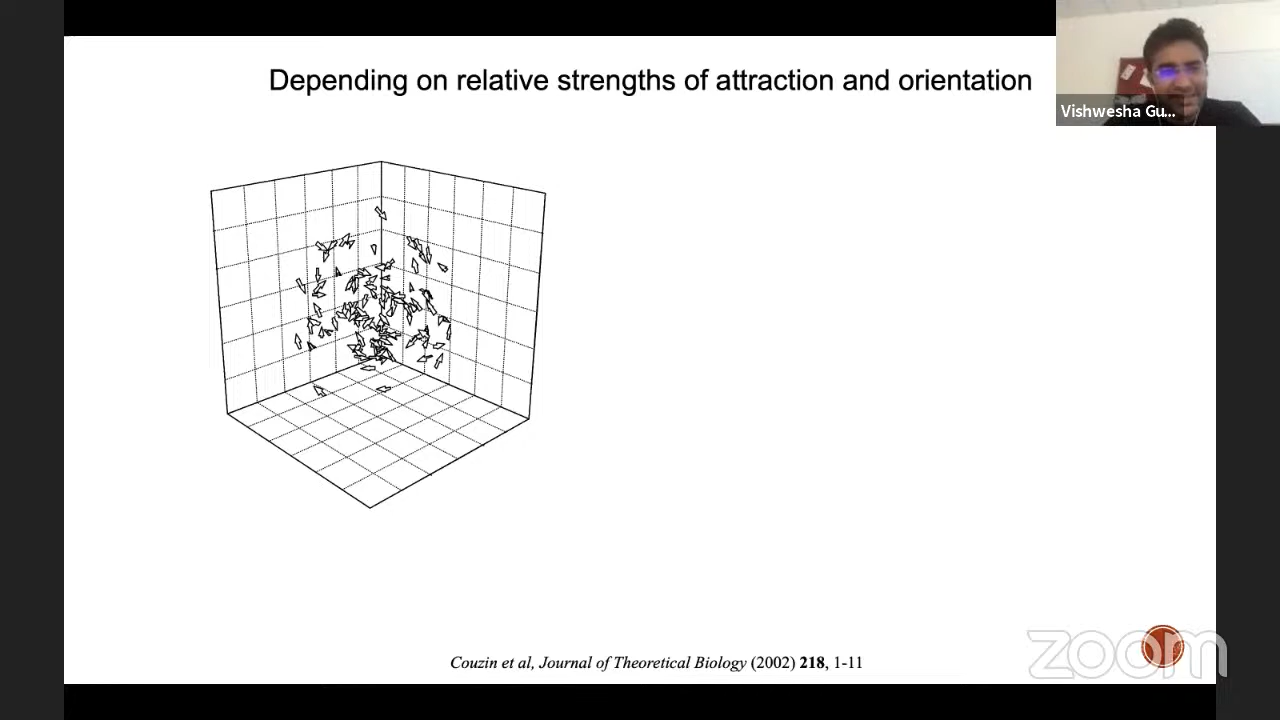 Depending on relative strengths of attraction and orientation
Vishwesha Gu...
Couzin et al, Journal of Theoretical Biology (2002) 218, 1-11
zoom